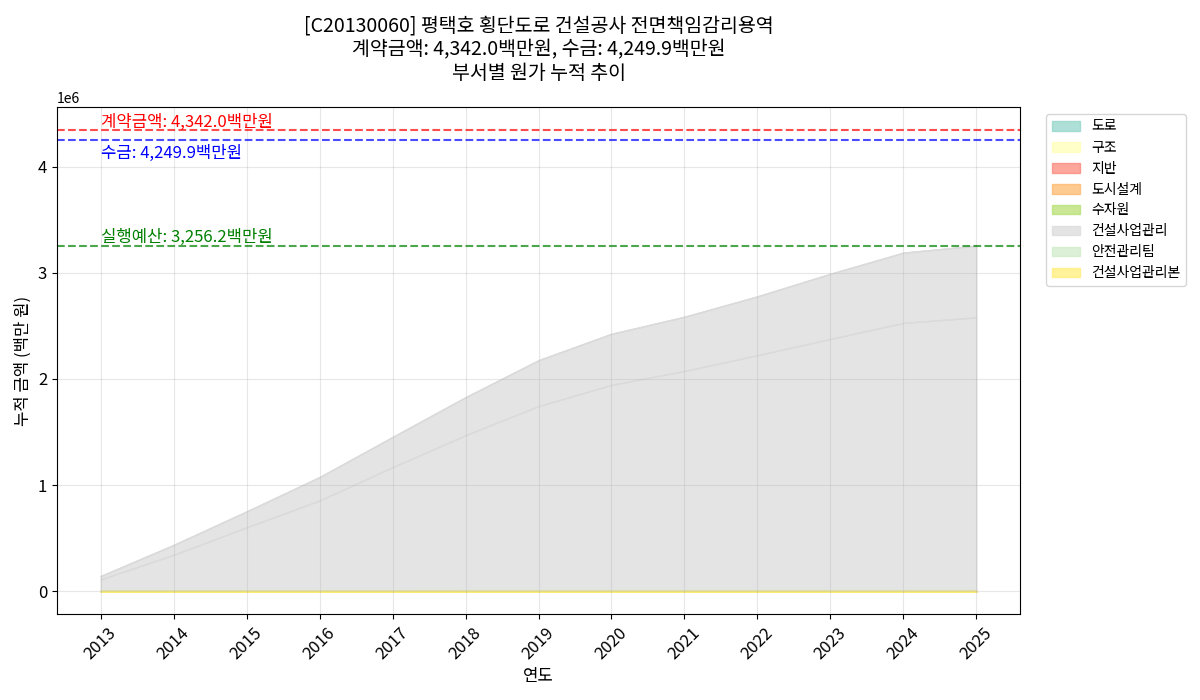 [C20130060] 평택호 횡단도로 건설공사 전면책임감리용역
계약금액: 4,342.0백만원, 수금: 4,249.9백만원
부서별 원가 누적 추이
1e6
계약금액: 4,342.0백만원
수금: 4,249.9백만원
실행예산: 3,256.2백만원
4
3
2
1
0
누적 금액 (백만 원)
2013
2014
2015
2016
2017
2018
2019
2020
2021
2022
2023
2024
2025
연도
도로
구조
지반
도시설계
수자원
건설사업관리
안전관리팀
건설사업관리본